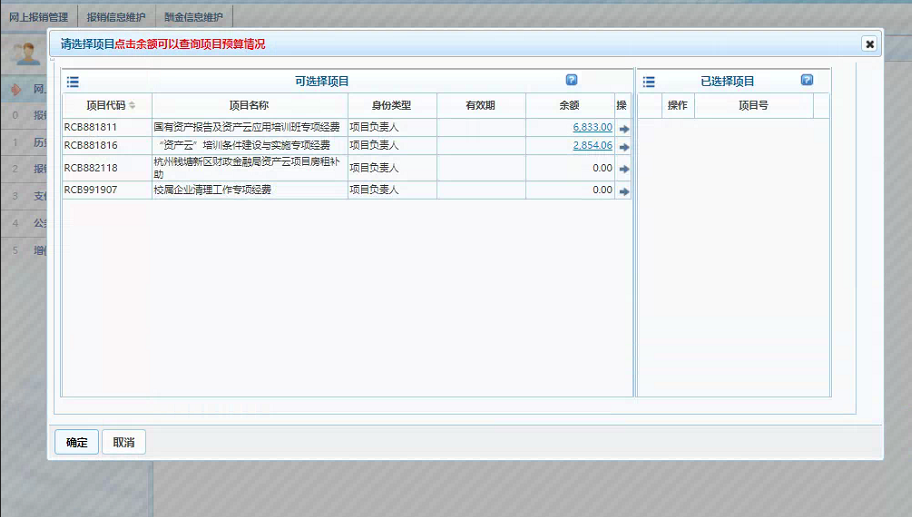 网上报销管理 报销信息维护 酬金信息维护
请选择项目点击余额可以查询项目预算情况
可选择项目
项目代码 项目名称 身份类型 有效期 余额 操
RCB881811 国有资产报告及资产云应用培训班专项经费 项目负责人 6,833.00
RCB881816 “资产云”培训条件建设与实施专项经费 项目负责人 2,854.06
RCB882118 杭州钱塘新区财政金融局资产云项目房租补助 项目负责人 0.00
RCB991907 校属企业清理工作专项经费 项目负责人 0.00
已选择项目
操作 项目号
网
0 报
1 历
2 报
3 支
4 公
5 增
确定 取消